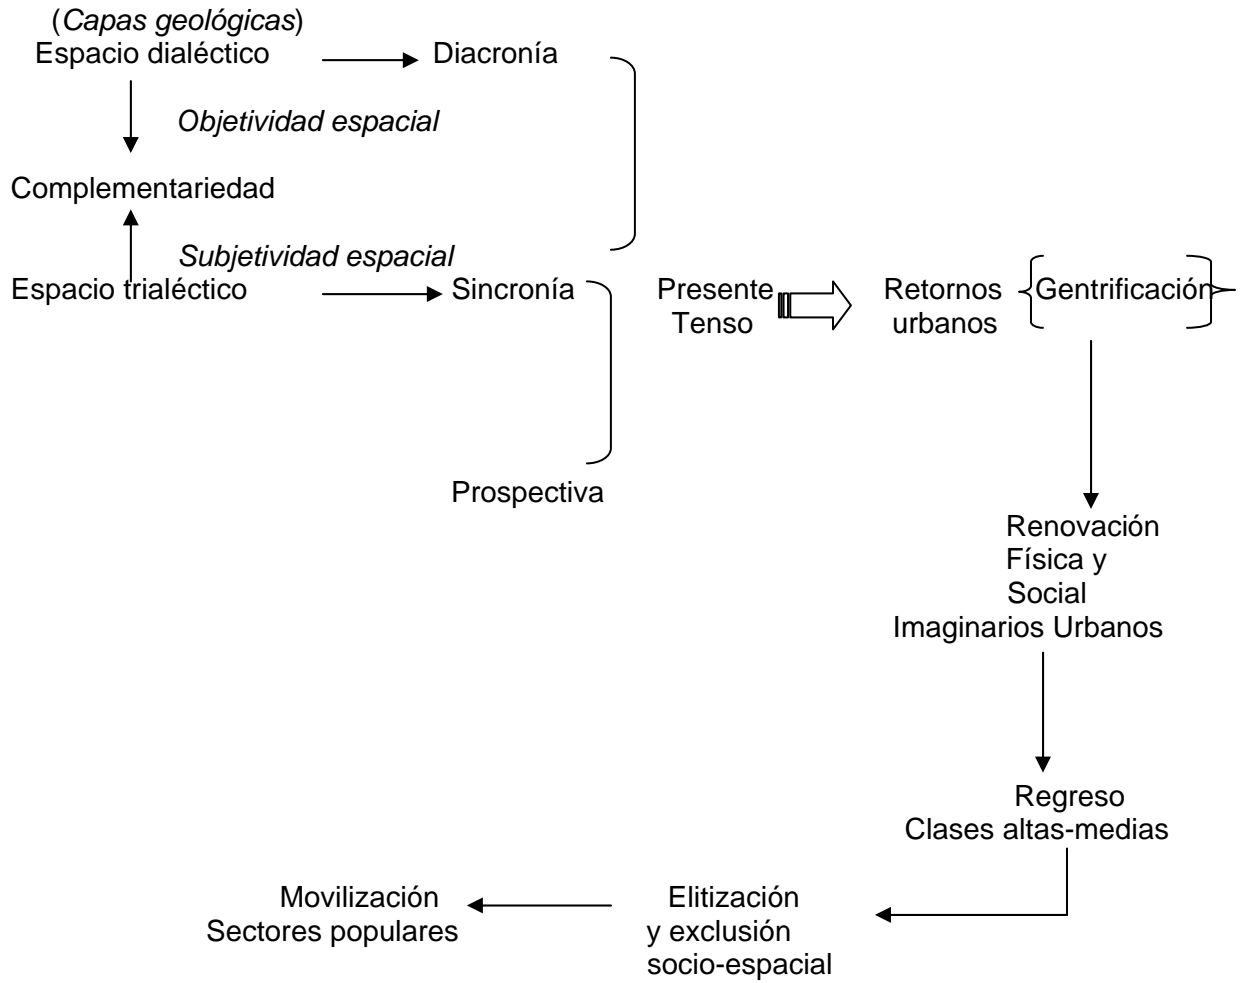 (Capas geológicas)
Espacio dialéctico
Diacronía
Objetividad espacial
Complementariedad
Subjetividad espacial
Espacio trialéctico
Sincronía
Presente
Tenso
Retornos
urbanos
Gentrificación
Prospectiva
Renovación
Física y
Social
Imaginarios Urbanos
Regreso
Clases altas-medias
Elitización
y exclusión
socio-espacial
Movilización
Sectores populares